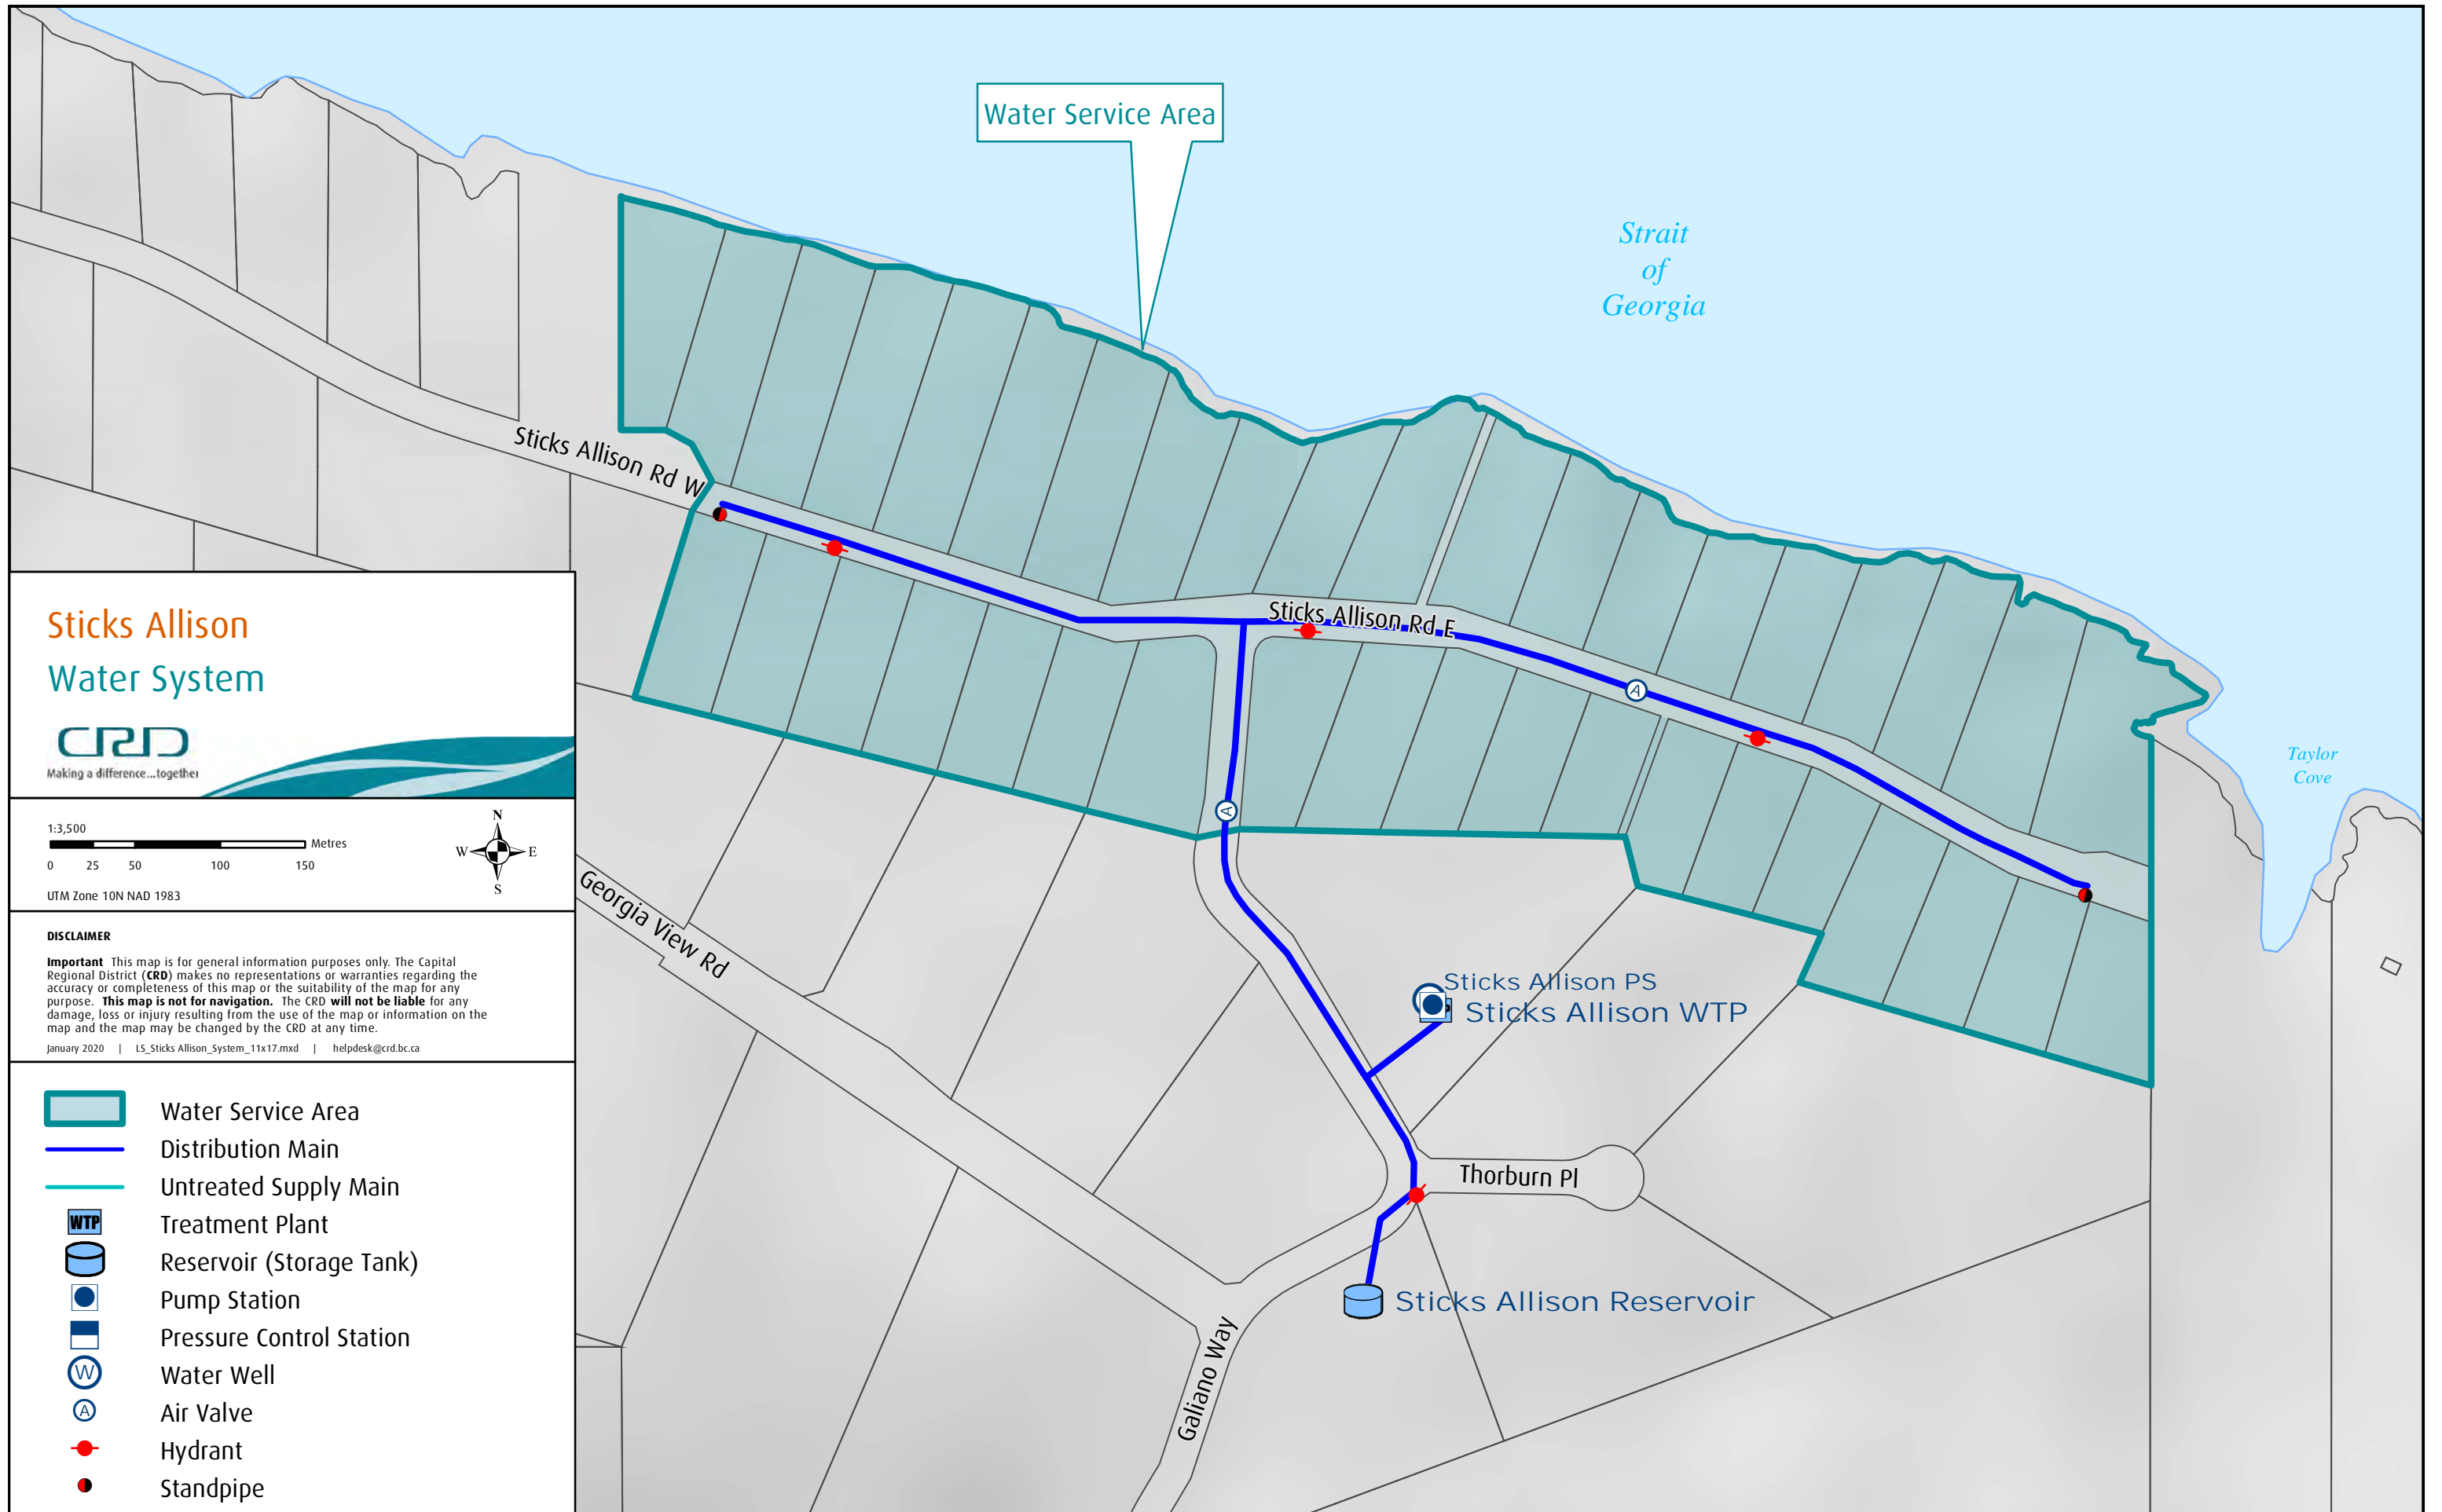 Water Service Area
Strait
of
Georgia
Sticks Allison Rd W
Sticks Allison Rd E
Taylor
Cove
Georgia View Rd
Sticks Allison PS
Sticks Allison WTP
Thorburn Pl
Sticks Allison Reservoir
Galiano Way
A
A
Sticks Allison
Water System
CRD
Making a difference...together
1:3,500
Metres
0 25 50 100 150
UTM Zone 10N NAD 1983
N
W E
S
DISCLAIMER
Important This map is for general information purposes only. The Capital
Regional District (CRD) makes no representations or warranties regarding the
accuracy or completeness of this map or the suitability of the map for any
purpose. This map is not for navigation. The CRD will not be liable for any
damage, loss or injury resulting from the use of the map or information on the
map and the map may be changed by the CRD at any time.
January 2020 | LS_Sticks Allison_System_11x17.mxd | helpdesk@crd.bc.ca
Water Service Area
Distribution Main
Untreated Supply Main
WTP Treatment Plant
Reservoir (Storage Tank)
Pump Station
Pressure Control Station
W Water Well
A Air Valve
Hydrant
Standpipe